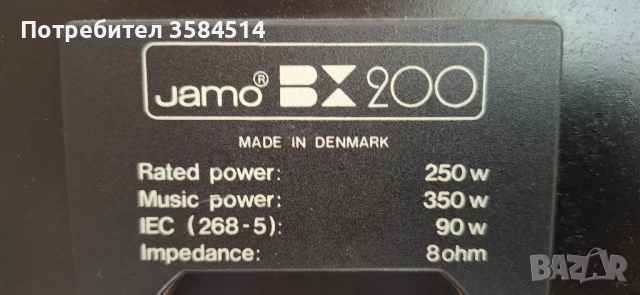 Потребител 3584514
Jamo® BX 200
MADE IN DENMARK
Rated power: 250 w
Music power: 350 w
IEC (268-5): 90 w
Impedance: 8 ohm
BAZAR